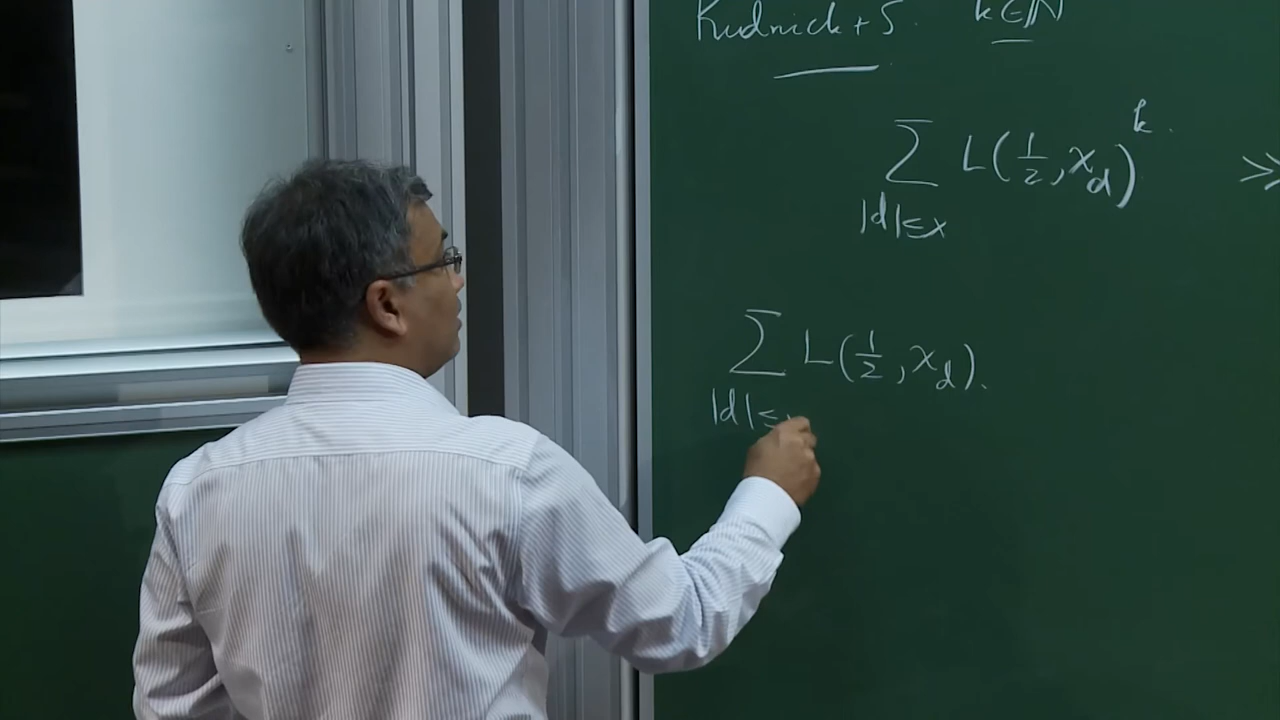 Rudnick + S. k ∈ ℕ
∑ L(1/2, χ_d)^k. ≫
|d| ≤ x
∑ L(1/2, χ_d).
|d| ≤